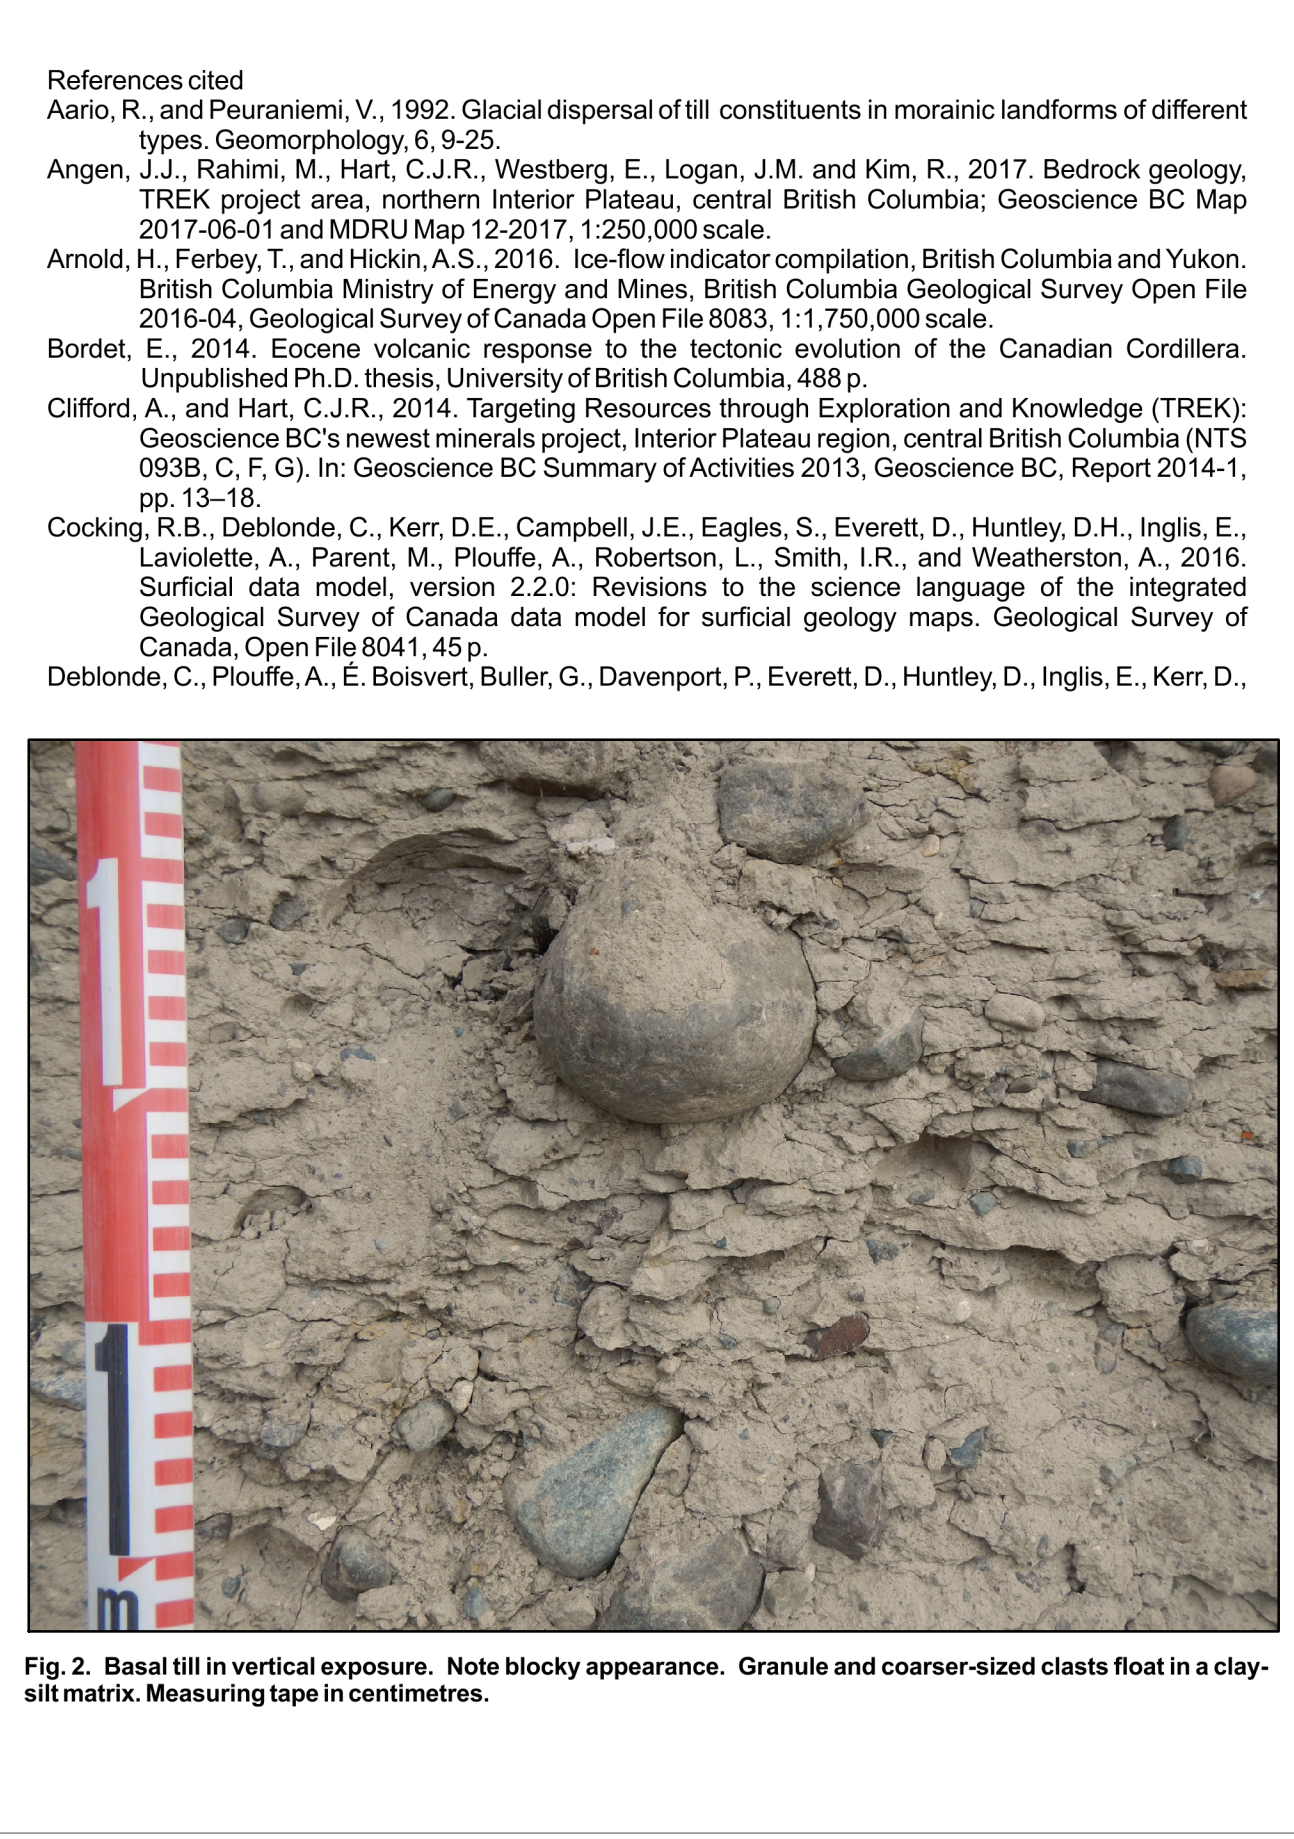 References cited
Aario, R., and Peuraniemi, V., 1992. Glacial dispersal of till constituents in morainic landforms of different
types. Geomorphology, 6, 9-25.
Angen, J.J., Rahimi, M., Hart, C.J.R., Westberg, E., Logan, J.M. and Kim, R., 2017. Bedrock geology,
TREK project area, northern Interior Plateau, central British Columbia; Geoscience BC Map
2017-06-01 and MDRU Map 12-2017, 1:250,000 scale.
Arnold, H., Ferbey, T., and Hickin, A.S., 2016. Ice-flow indicator compilation, British Columbia and Yukon.
British Columbia Ministry of Energy and Mines, British Columbia Geological Survey Open File
2016-04, Geological Survey of Canada Open File 8083, 1:1,750,000 scale.
Bordet, E., 2014. Eocene volcanic response to the tectonic evolution of the Canadian Cordillera.
Unpublished Ph.D. thesis, University of British Columbia, 488 p.
Clifford, A., and Hart, C.J.R., 2014. Targeting Resources through Exploration and Knowledge (TREK):
Geoscience BC's newest minerals project, Interior Plateau region, central British Columbia (NTS
093B, C, F, G). In: Geoscience BC Summary of Activities 2013, Geoscience BC, Report 2014-1,
pp. 13–18.
Cocking, R.B., Deblonde, C., Kerr, D.E., Campbell, J.E., Eagles, S., Everett, D., Huntley, D.H., Inglis, E.,
Laviolette, A., Parent, M., Plouffe, A., Robertson, L., Smith, I.R., and Weatherston, A., 2016.
Surficial data model, version 2.2.0: Revisions to the science language of the integrated
Geological Survey of Canada data model for surficial geology maps. Geological Survey of
Canada, Open File 8041, 45 p.
Deblonde, C., Plouffe, A., É. Boisvert, Buller, G., Davenport, P., Everett, D., Huntley, D., Inglis, E., Kerr, D.,
1
1
m
Fig. 2. Basal till in vertical exposure. Note blocky appearance. Granule and coarser-sized clasts float in a clay-
silt matrix. Measuring tape in centimetres.